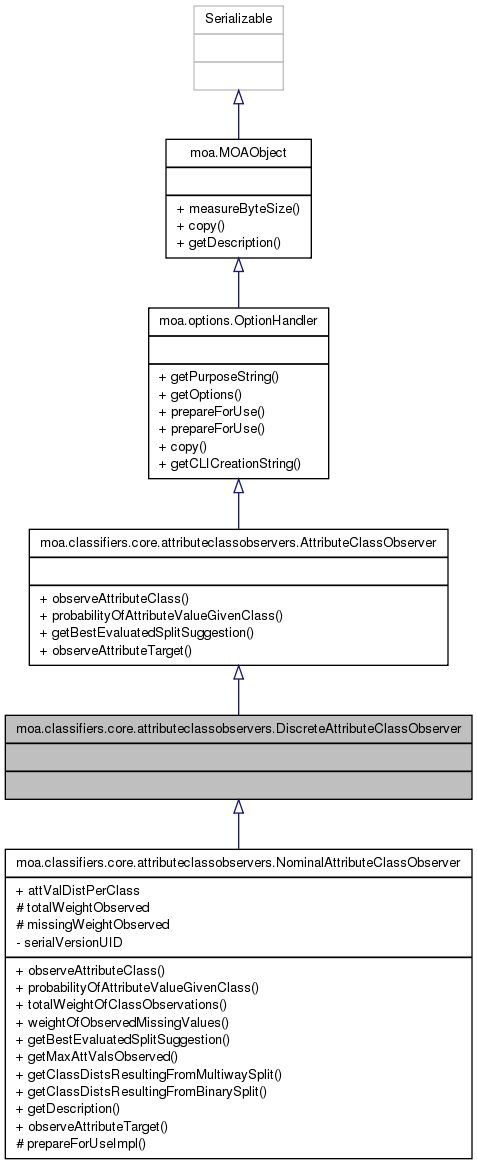 Serializable
moa.MOAObject
+ measureByteSize()
+ copy()
+ getDescription()
moa.options.OptionHandler
+ getPurposeString()
+ getOptions()
+ prepareForUse()
+ prepareForUse()
+ copy()
+ getCLICreationString()
moa.classifiers.core.attributeclassobservers.AttributeClassObserver
+ observeAttributeClass()
+ probabilityOfAttributeValueGivenClass()
+ getBestEvaluatedSplitSuggestion()
+ observeAttributeTarget()
moa.classifiers.core.attributeclassobservers.DiscreteAttributeClassObserver
moa.classifiers.core.attributeclassobservers.NominalAttributeClassObserver
+ attValDistPerClass
# totalWeightObserved
# missingWeightObserved
- serialVersionUID
+ observeAttributeClass()
+ probabilityOfAttributeValueGivenClass()
+ totalWeightOfClassObservations()
+ weightOfObservedMissingValues()
+ getBestEvaluatedSplitSuggestion()
+ getMaxAttValsObserved()
+ getClassDistsResultingFromMultiwaySplit()
+ getClassDistsResultingFromBinarySplit()
+ getDescription()
+ observeAttributeTarget()
# prepareForUseImpl()